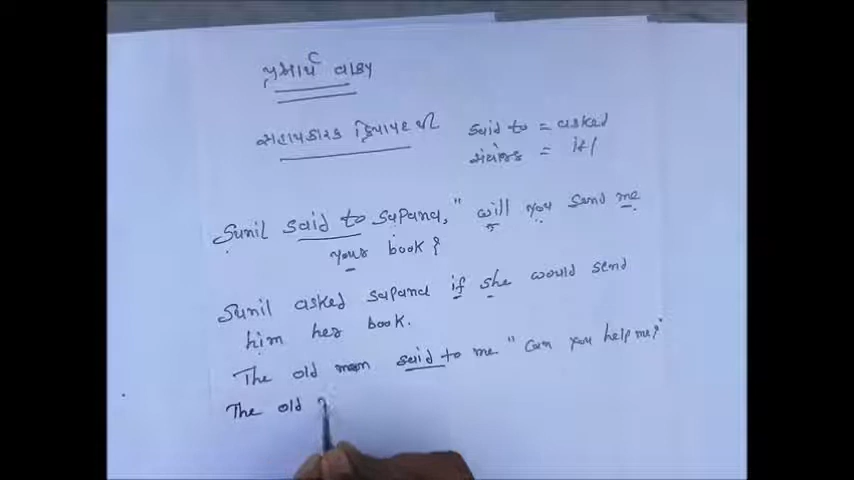 પ્રશ્નાર્થ વાક્ય
સહાયકારક ક્રિયાપદ થી
said to = asked
સંયોજક = if
Sunil said to Sapana, " will you send me
your book?
Sunil asked sapana if she would send
him her book.
The old man said to me " Can you help me?"
The old